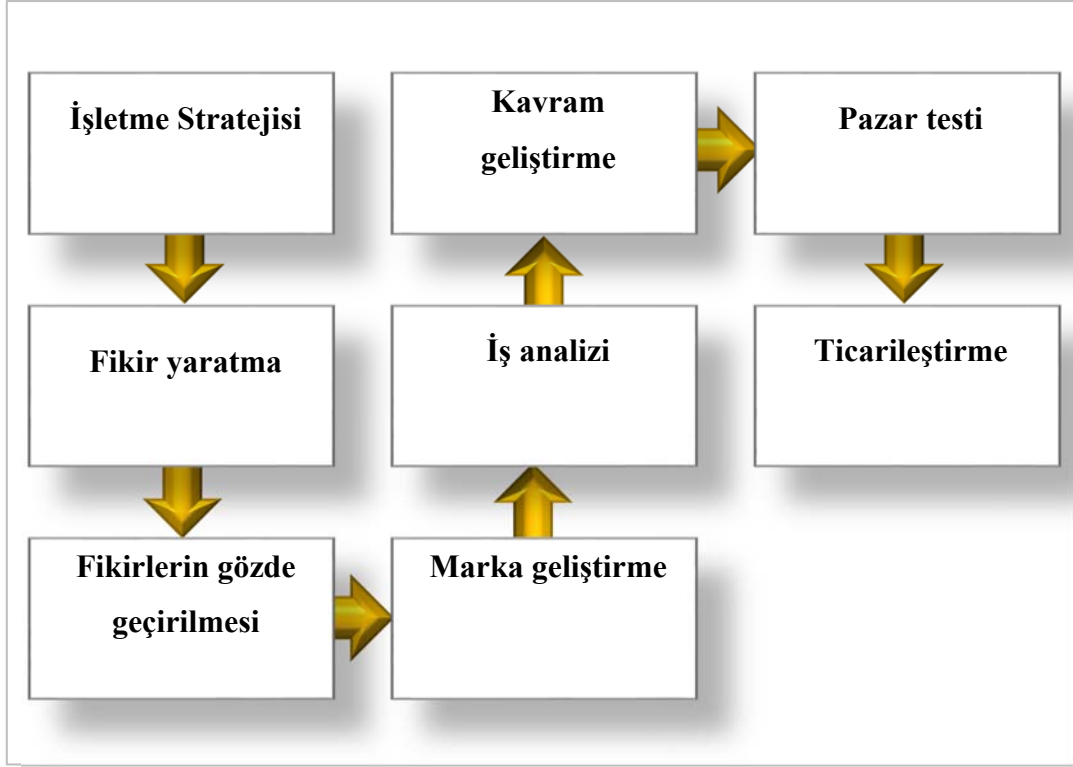 İşletme Stratejisi
Fikir yaratma
Fikirlerin gözde
geçirilmesi
Marka geliştirme
İş analizi
Kavram
geliştirme
Pazar testi
Ticarileştirme